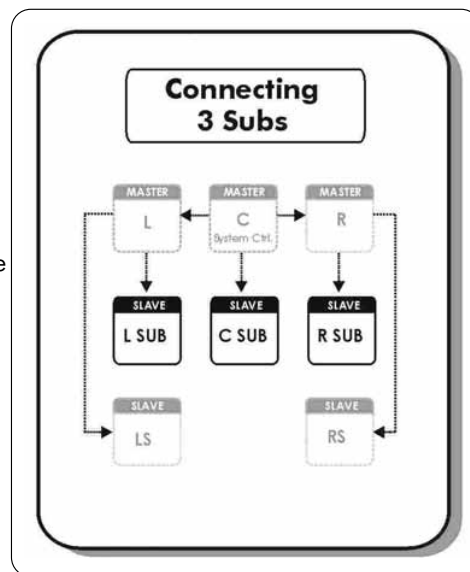 Connecting
3 Subs
MASTER MASTER MASTER
L C R
System Ctrl.
e
SLAVE SLAVE SLAVE
L SUB C SUB R SUB
SLAVE SLAVE
LS RS